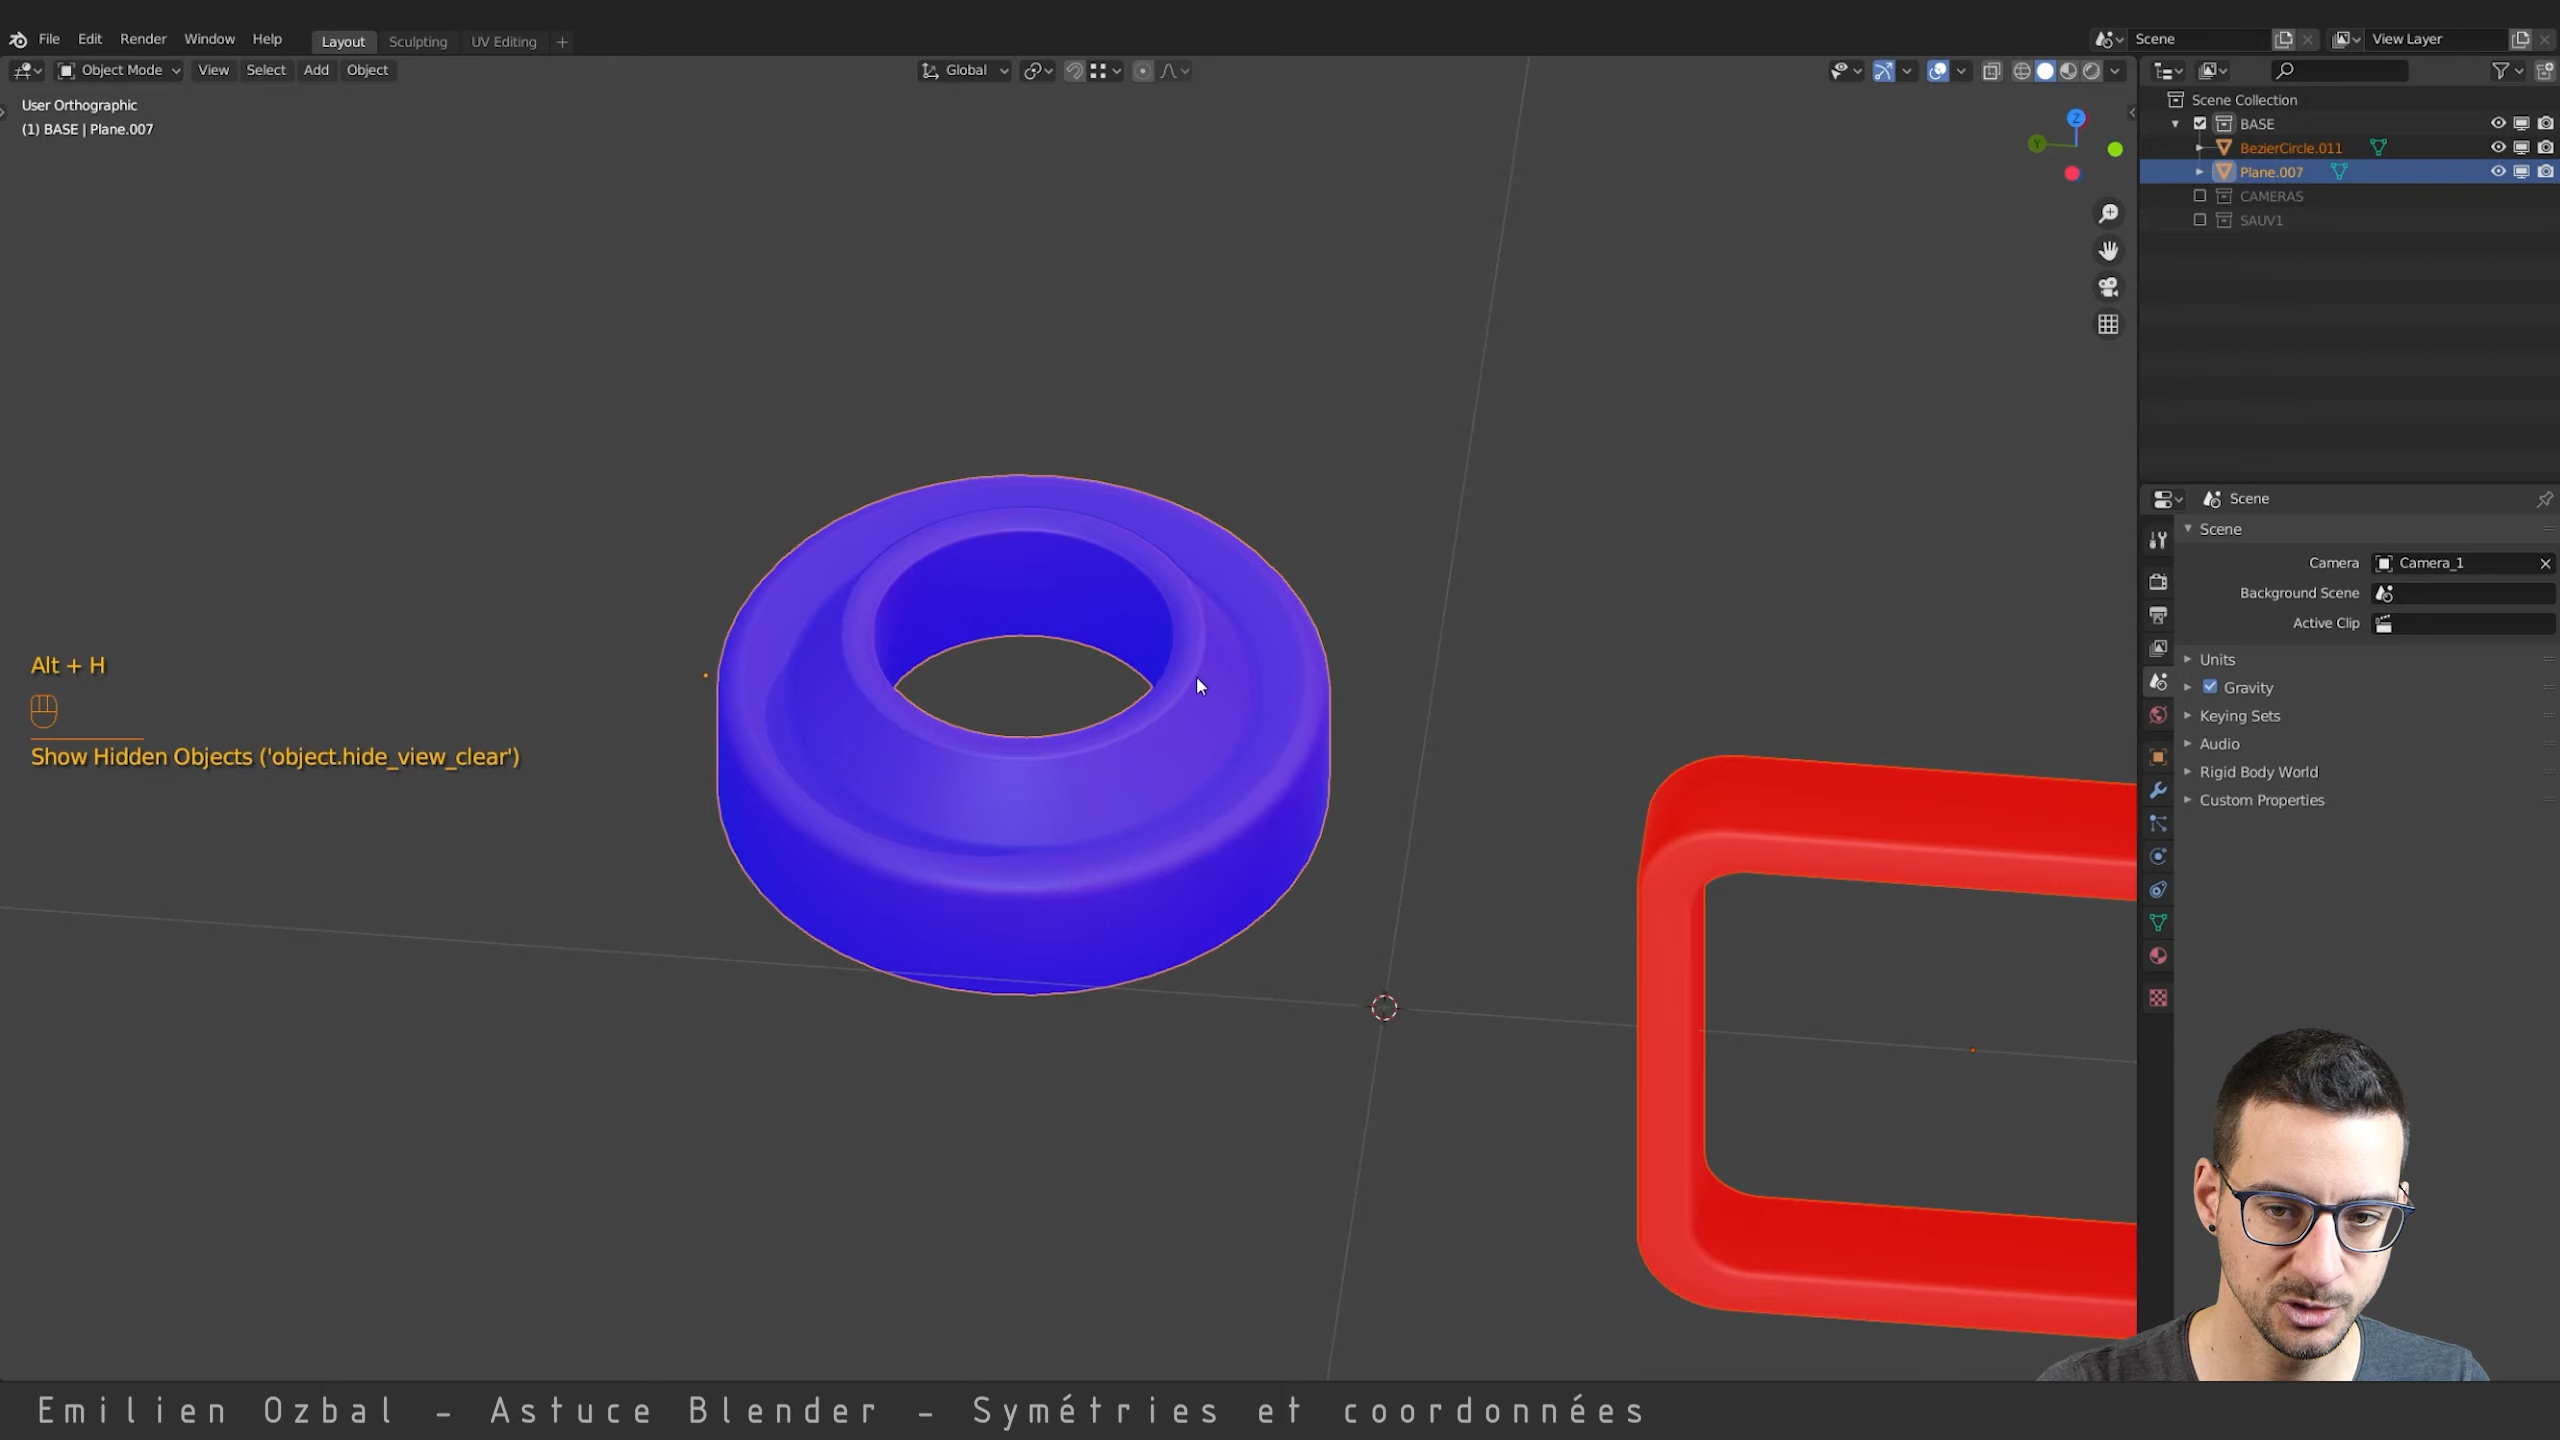 File Edit Render Window Help Layout Sculpting UV Editing + Scene View Layer
Object Mode View Select Add Object Global
User Orthographic
(1) BASE | Plane.007
Z
Y
Scene Collection
BASE
BezierCircle.011
Plane.007
CAMERAS
SAUV1
Scene
Scene
Camera Camera_1
Background Scene
Active Clip
Units
Gravity
Keying Sets
Audio
Rigid Body World
Custom Properties
Alt + H
Show Hidden Objects ('object.hide_view_clear')
Emilien Ozbal - Astuce Blender - Symétries et coordonnées